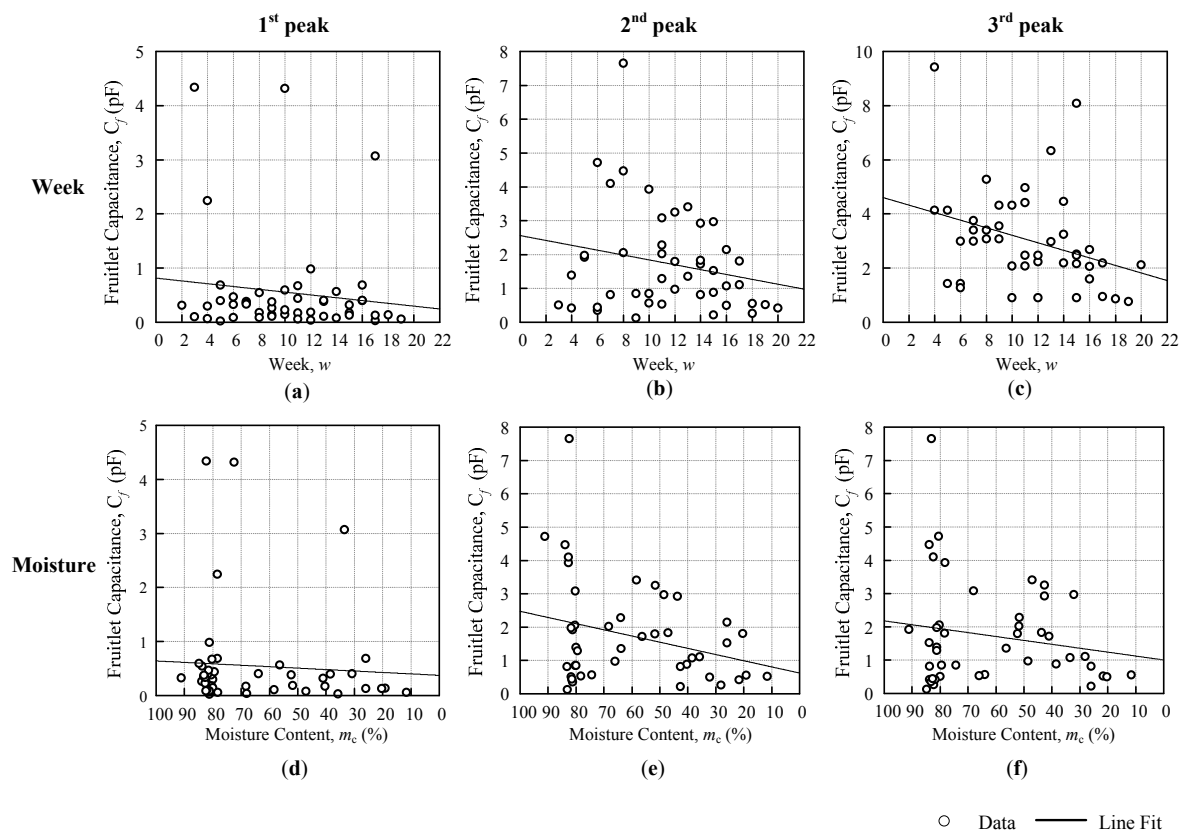 1st peak 2nd peak 3rd peak
Week
Fruitlet Capacitance, Cf (pF)
5
4
3
2
1
0
0 2 4 6 8 10 12 14 16 18 20 22
Week, w
(a)
Fruitlet Capacitance, Cf (pF)
8
7
6
5
4
3
2
1
0
0 2 4 6 8 10 12 14 16 18 20 22
Week, w
(b)
Fruitlet Capacitance, Cf (pF)
10
8
6
4
2
0
0 2 4 6 8 10 12 14 16 18 20 22
Week, w
(c)
Moisture
Fruitlet Capacitance, Cf (pF)
5
4
3
2
1
0
100 90 80 70 60 50 40 30 20 10 0
Moisture Content, mc (%)
(d)
Fruitlet Capacitance, Cf (pF)
8
7
6
5
4
3
2
1
0
100 90 80 70 60 50 40 30 20 10 0
Moisture Content, mc (%)
(e)
Fruitlet Capacitance, Cf (pF)
8
7
6
5
4
3
2
1
0
100 90 80 70 60 50 40 30 20 10 0
Moisture Content, mc (%)
(f)
Data Line Fit